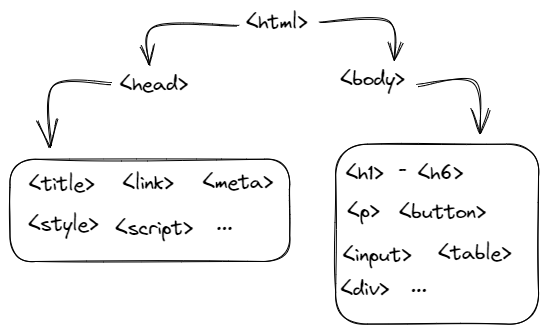 <html>
<head>
<body>
<title> <link> <meta>
<style> <script> ...
<h1> - <h6>
<p> <button>
<input> <table>
<div> ...